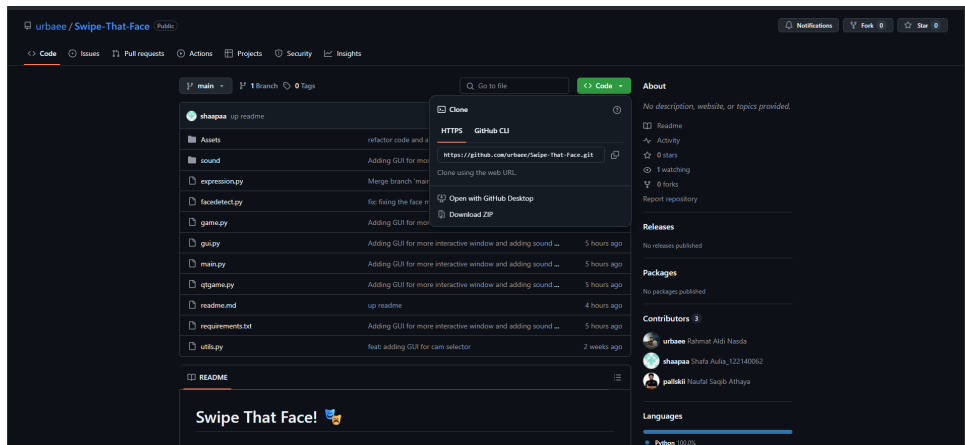 urbaee / Swipe-That-Face Public
Notifications Fork 0 Star 0
Code Issues Pull requests Actions Projects Security Insights
main 1 Branch 0 Tags Go to file Code
shaapaa up readme
Assets refactor code and a
sound Adding GUI for mor
expression.py Merge branch 'main
facedetect.py fix: fixing the face m
game.py Adding GUI for mor
gui.py Adding GUI for more interactive window and adding sound ... 5 hours ago
main.py Adding GUI for more interactive window and adding sound ... 5 hours ago
qtgame.py Adding GUI for more interactive window and adding sound ... 5 hours ago
readme.md up readme 4 hours ago
requirements.txt Adding GUI for more interactive window and adding sound ... 5 hours ago
utils.py feat: adding GUI for cam selector 2 weeks ago
Clone
HTTPS GitHub CLI
https://github.com/urbaee/Swipe-That-Face.git
Clone using the web URL.
Open with GitHub Desktop
Download ZIP
README
Swipe That Face!
About
No description, website, or topics provided.
Readme
Activity
0 stars
1 watching
0 forks
Report repository
Releases
No releases published
Packages
No packages published
Contributors 3
urbaee Rahmat Aldi Nasda
shaapaa Shafa Aulia_122140062
pallskii Naufal Saqib Athaya
Languages
Python 100.0%